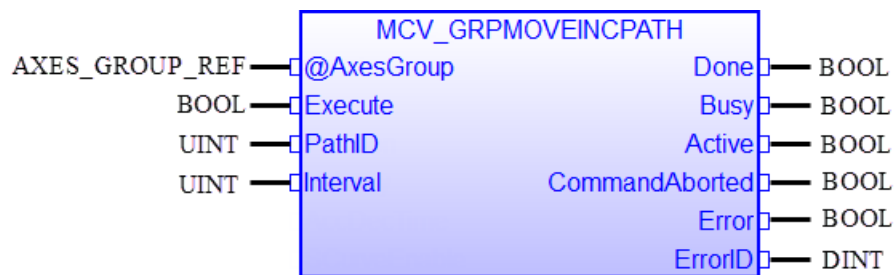 MCV_GRPMOVEINCPATH
AXES_GROUP_REF @AxesGroup Done BOOL
BOOL Execute Busy BOOL
UINT PathID Active BOOL
UINT Interval CommandAborted BOOL
Error BOOL
ErrorID DINT